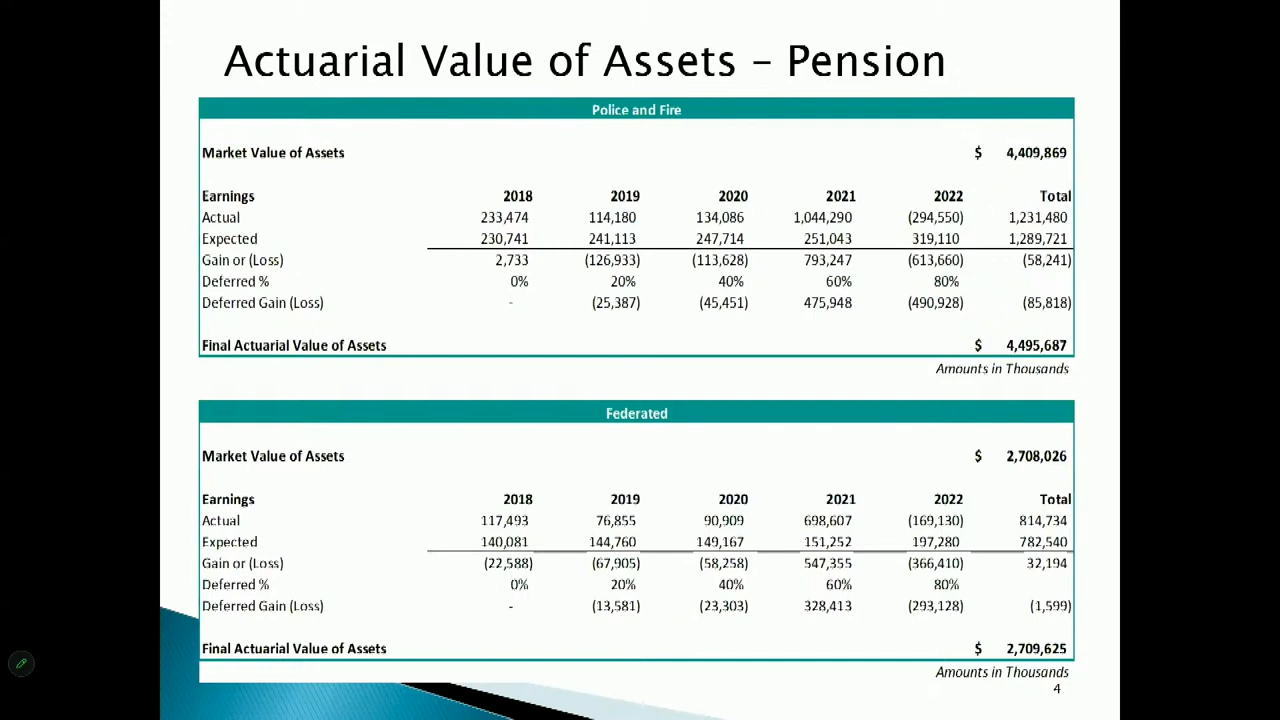 Actuarial Value of Assets – Pension
Police and Fire
Market Value of Assets $ 4,409,869
Earnings 2018 2019 2020 2021 2022 Total
Actual 233,474 114,180 134,086 1,044,290 (294,550) 1,231,480
Expected 230,741 241,113 247,714 251,043 319,110 1,289,721
Gain or (Loss) 2,733 (126,933) (113,628) 793,247 (613,660) (58,241)
Deferred % 0% 20% 40% 60% 80%
Deferred Gain (Loss) - (25,387) (45,451) 475,948 (490,928) (85,818)
Final Actuarial Value of Assets $ 4,495,687
Amounts in Thousands
Federated
Market Value of Assets $ 2,708,026
Earnings 2018 2019 2020 2021 2022 Total
Actual 117,493 76,855 90,909 698,607 (169,130) 814,734
Expected 140,081 144,760 149,167 151,252 197,280 782,540
Gain or (Loss) (22,588) (67,905) (58,258) 547,355 (366,410) 32,194
Deferred % 0% 20% 40% 60% 80%
Deferred Gain (Loss) - (13,581) (23,303) 328,413 (293,128) (1,599)
Final Actuarial Value of Assets $ 2,709,625
Amounts in Thousands
4